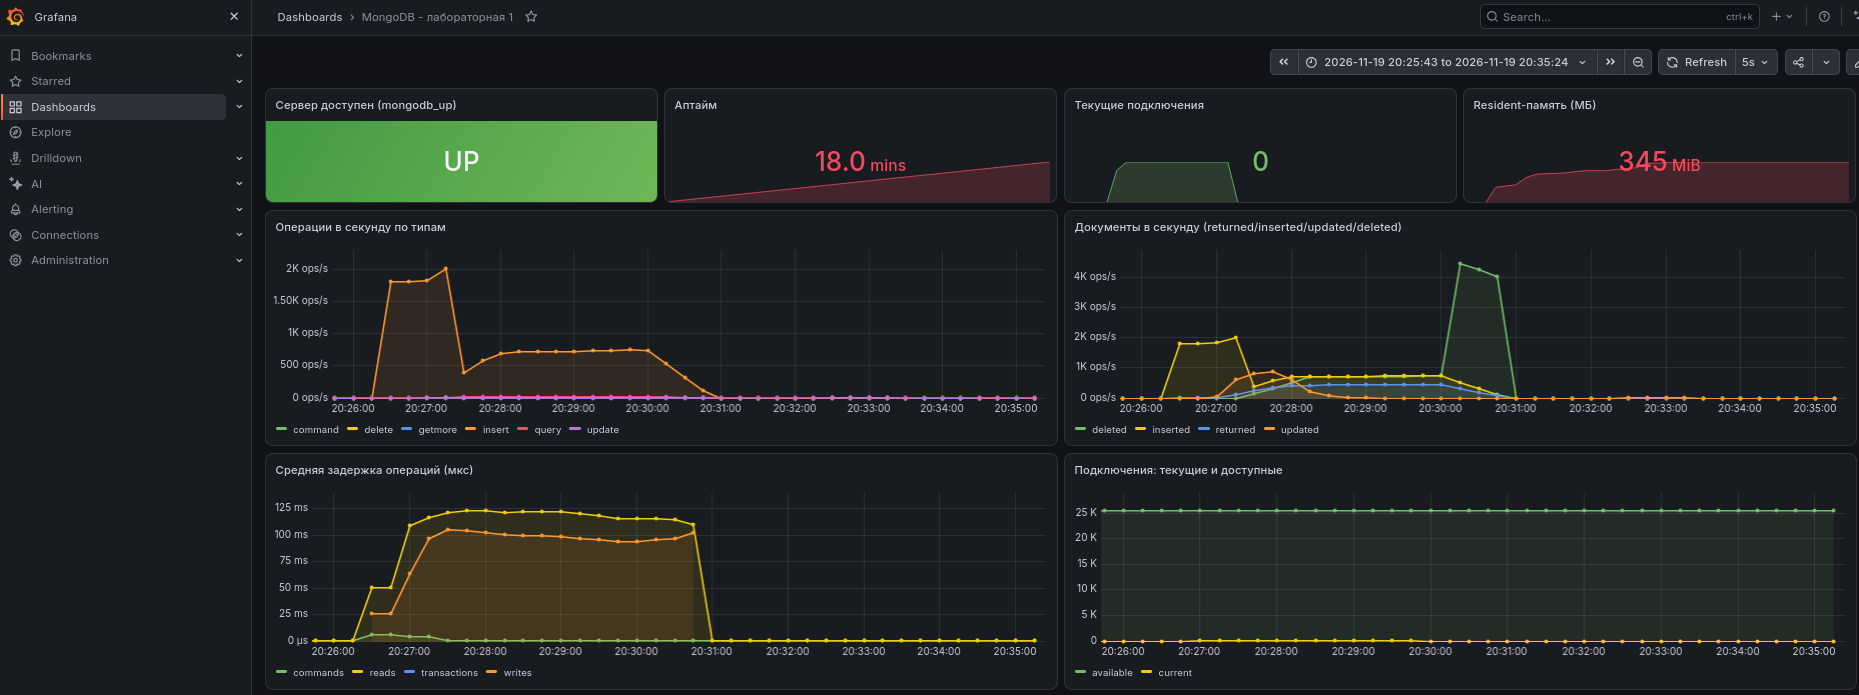 Grafana
Dashboards › MongoDB - лабораторная 1
Search...
ctrl+k
Bookmarks
Starred
Dashboards
Explore
Drilldown
AI
Alerting
Connections
Administration
2026-11-19 20:25:43 to 2026-11-19 20:35:24
Refresh
5s
Сервер доступен (mongodb_up)
UP
Аптайм
18.0 mins
Текущие подключения
0
Resident-память (МБ)
345 MiB
Операции в секунду по типам
2K ops/s
1.50K ops/s
1K ops/s
500 ops/s
0 ops/s
20:26:00 20:27:00 20:28:00 20:29:00 20:30:00 20:31:00 20:32:00 20:33:00 20:34:00 20:35:00
command delete getmore insert query update
Документы в секунду (returned/inserted/updated/deleted)
4K ops/s
3K ops/s
2K ops/s
1K ops/s
0 ops/s
20:26:00 20:27:00 20:28:00 20:29:00 20:30:00 20:31:00 20:32:00 20:33:00 20:34:00 20:35:00
deleted inserted returned updated
Средняя задержка операций (мкс)
125 ms
100 ms
75 ms
50 ms
25 ms
0 µs
20:26:00 20:27:00 20:28:00 20:29:00 20:30:00 20:31:00 20:32:00 20:33:00 20:34:00 20:35:00
commands reads transactions writes
Подключения: текущие и доступные
25 K
20 K
15 K
10 K
5 K
0
20:26:00 20:27:00 20:28:00 20:29:00 20:30:00 20:31:00 20:32:00 20:33:00 20:34:00 20:35:00
available current